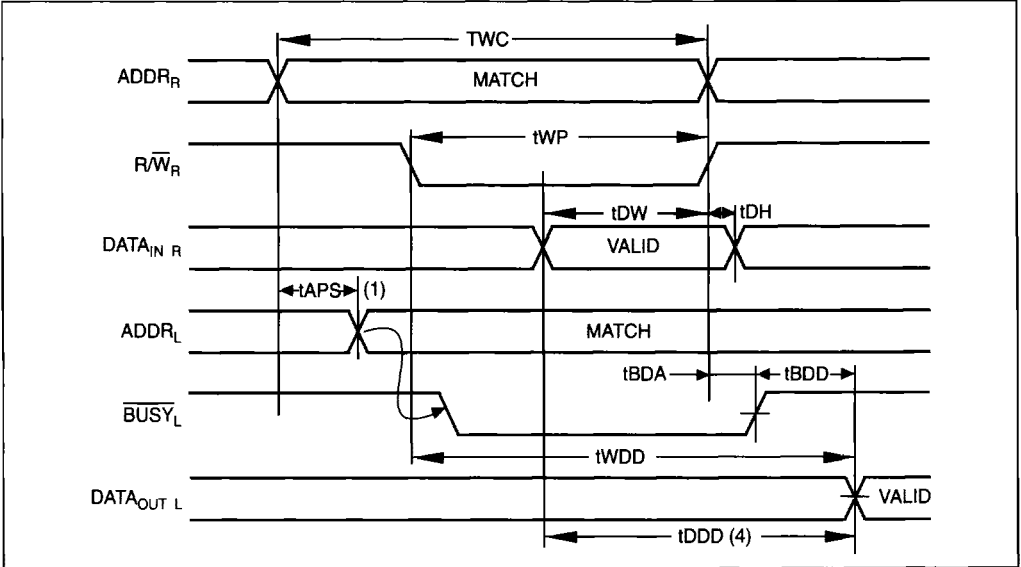 TWC
ADDR_R MATCH
tWP
R/W̅_R
tDW tDH
DATA_IN R VALID
tAPS (1)
ADDR_L MATCH
tBDA tBDD
B̅U̅S̅Y̅_L
tWDD
DATA_OUT L VALID
tDDD (4)